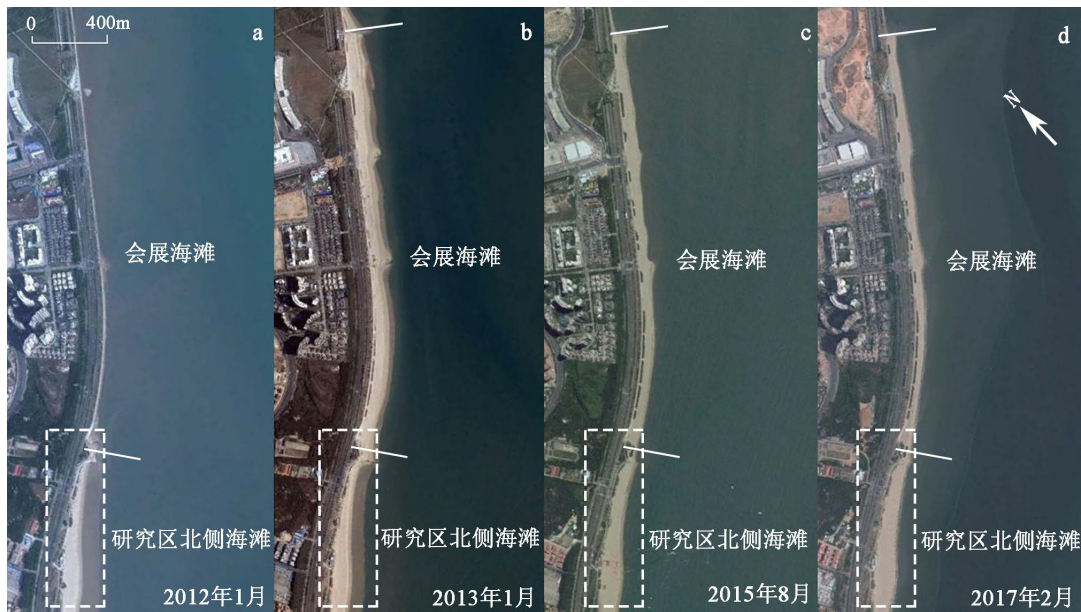 0 400m
a
会展海滩
研究区北侧海滩
2012年1月
b
会展海滩
研究区北侧海滩
2013年1月
c
会展海滩
研究区北侧海滩
2015年8月
d
N
会展海滩
研究区北侧海滩
2017年2月